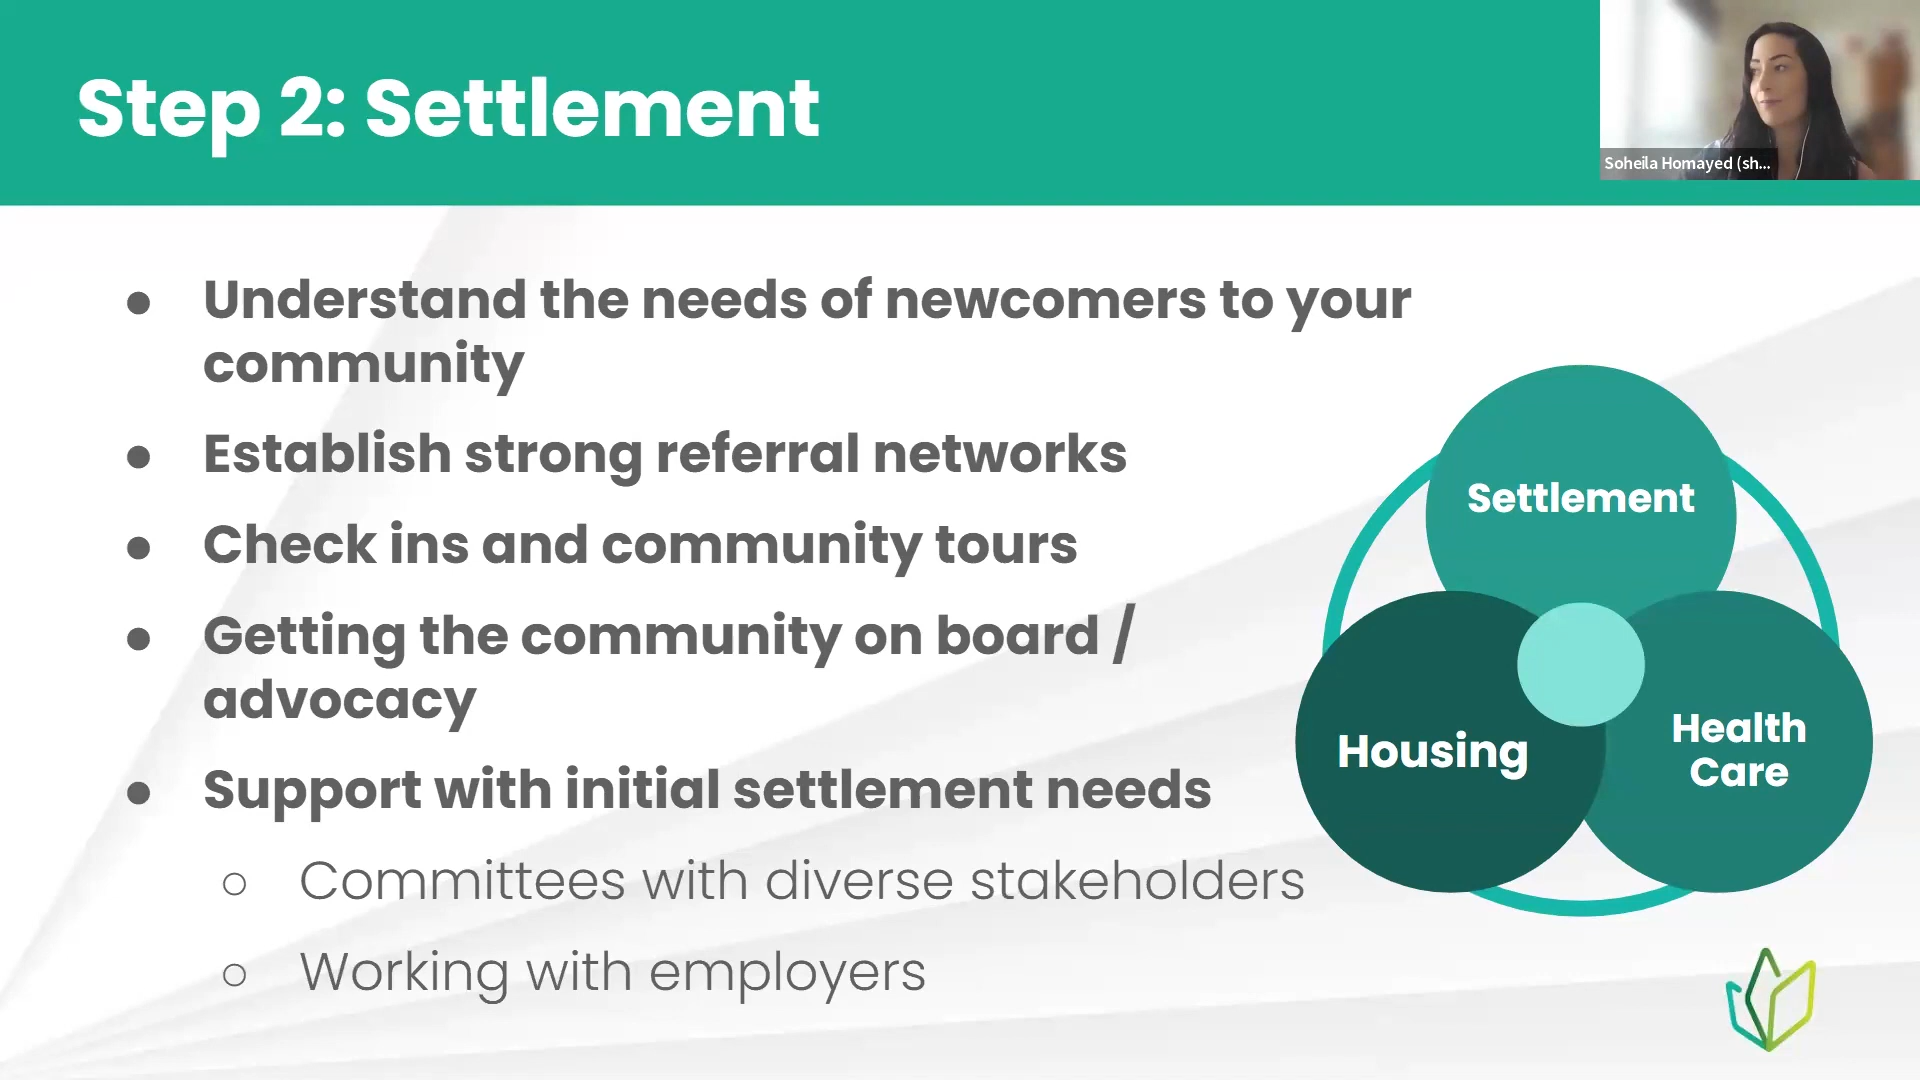 Step 2: Settlement
Soheila Homayed (sh...
● Understand the needs of newcomers to your
community
● Establish strong referral networks
● Check ins and community tours
● Getting the community on board /
advocacy
● Support with initial settlement needs
○ Committees with diverse stakeholders
○ Working with employers
Settlement
Housing
Health
Care